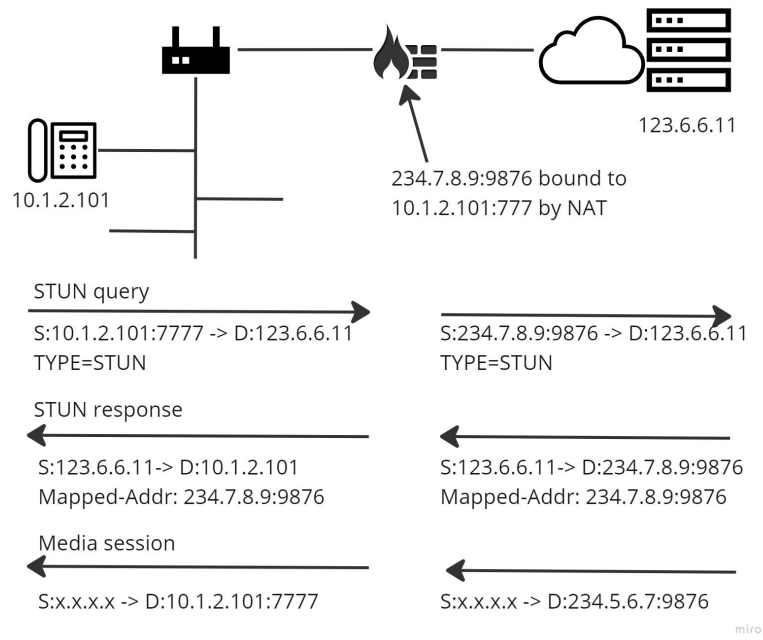 123.6.6.11
10.1.2.101
234.7.8.9:9876 bound to
10.1.2.101:777 by NAT
STUN query
S:10.1.2.101:7777 -> D:123.6.6.11
TYPE=STUN
S:234.7.8.9:9876 -> D:123.6.6.11
TYPE=STUN
STUN response
S:123.6.6.11-> D:10.1.2.101
Mapped-Addr: 234.7.8.9:9876
S:123.6.6.11-> D:234.7.8.9:9876
Mapped-Addr: 234.7.8.9:9876
Media session
S:x.x.x.x -> D:10.1.2.101:7777
S:x.x.x.x -> D:234.5.6.7:9876
miro